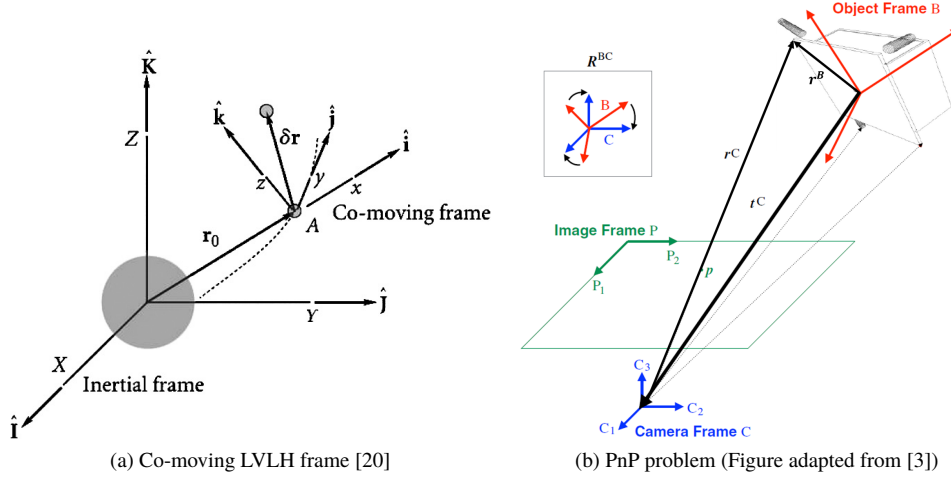 K̂
Z
k̂
ĵ
δr
î
z
y
x
A
Co-moving frame
r₀
Ĵ
Y
X
Inertial frame
Î
(a) Co-moving LVLH frame [20]
Object Frame B
R^BC
r^B
B
C
r^C
t^C
Image Frame P
P₂
P₁
p
C₃
C₂
C₁
Camera Frame C
(b) PnP problem (Figure adapted from [3])